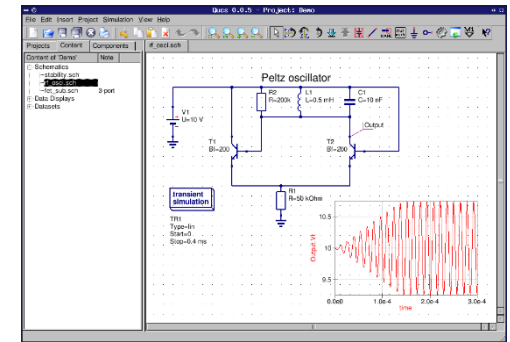 Qucs 0.0.5 - Project: Demo
File Edit Insert Project Simulation View Help
Projects Content Components
rf_osci.sch
Content of 'Demo' Note
Schematics
stability.sch
fet_sub.sch 3-port
Data Displays
Datasets
Peltz oscillator
R2
R=200k
L1
L=0.5 mH
C1
C=10 nF
V1
U=10 V
Output
T1
Bf=200
T2
Bf=200
R1
R=50 kOhm
transient
simulation
TR1
Type=lin
Start=0
Stop=0.4 ms
10.5
10
9.5
Output.Vt
0.0e0 1.0e-4 2.0e-4 3.0e-4
time